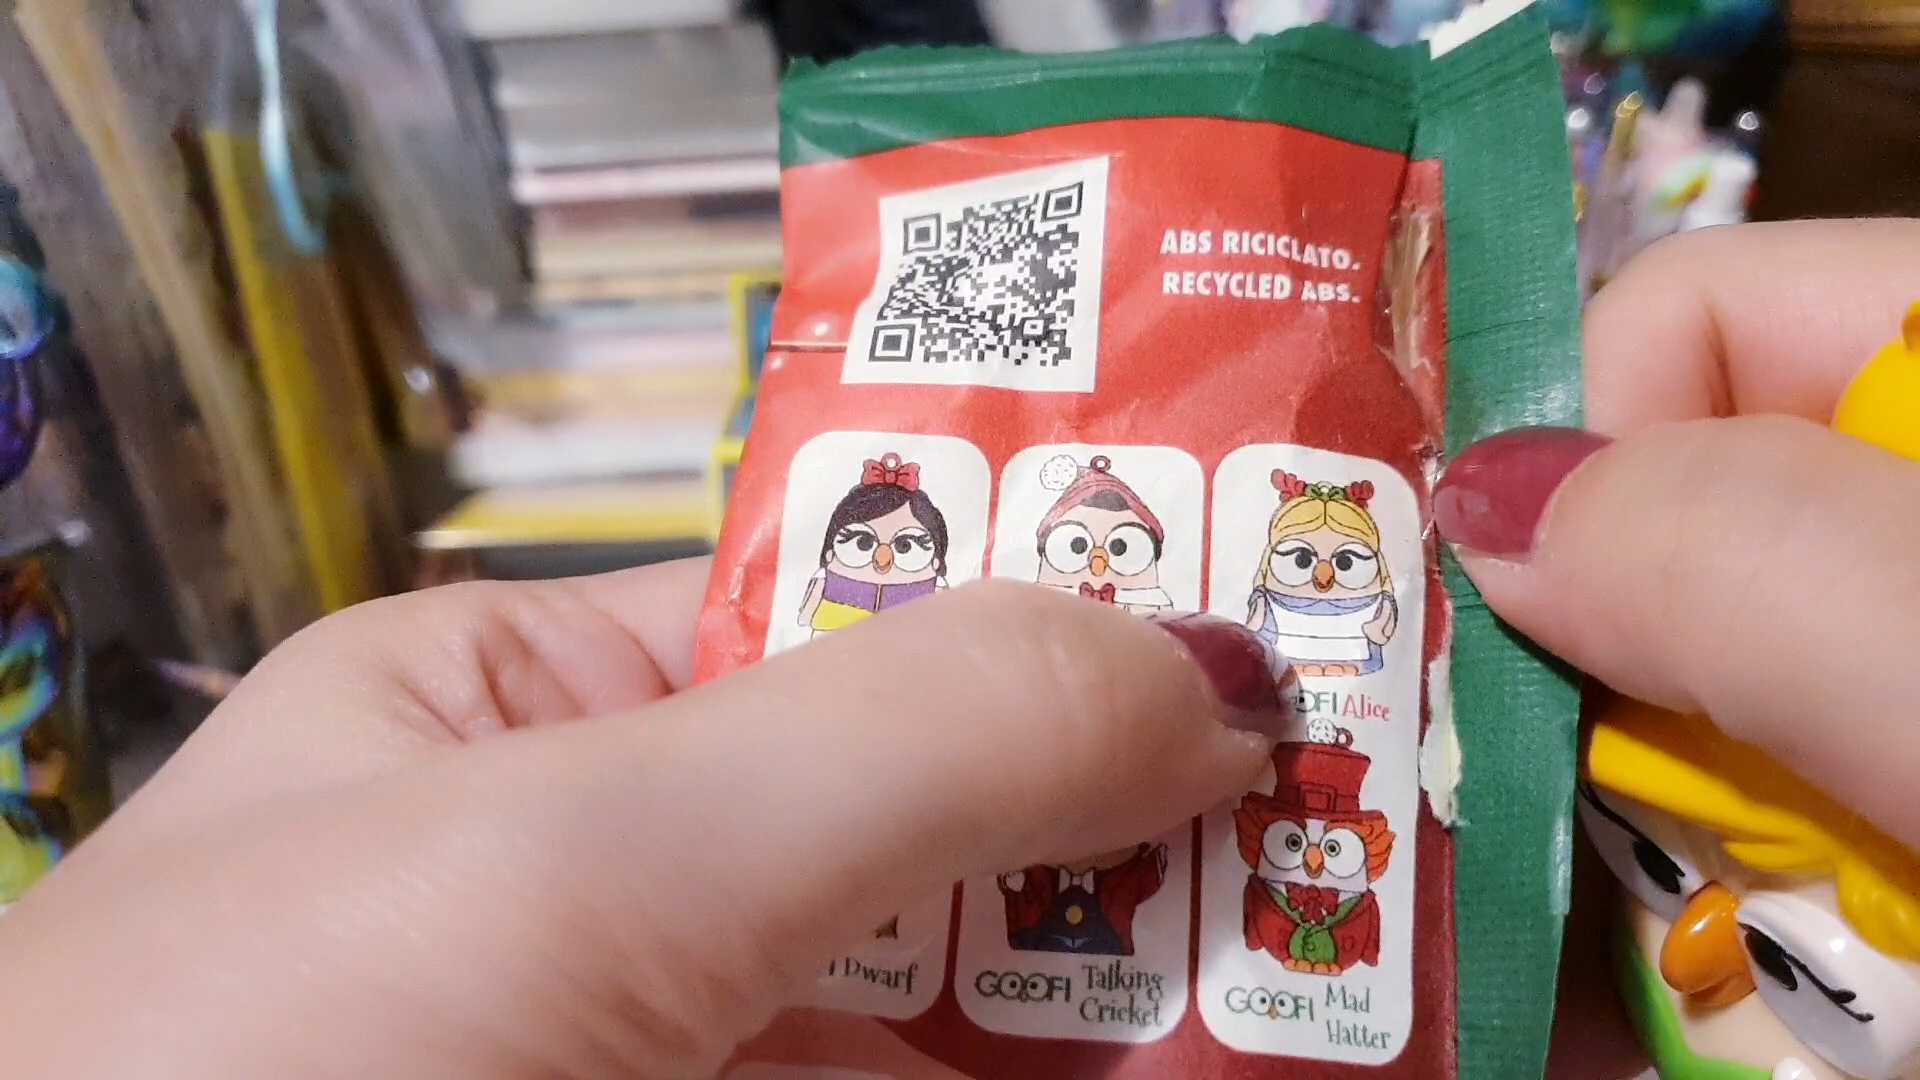 ABS RICICLATO.
RECYCLED ABS.
Alice
Dwarf
GOOFI Talking
Cricket
GOOFI Mad
Hatter